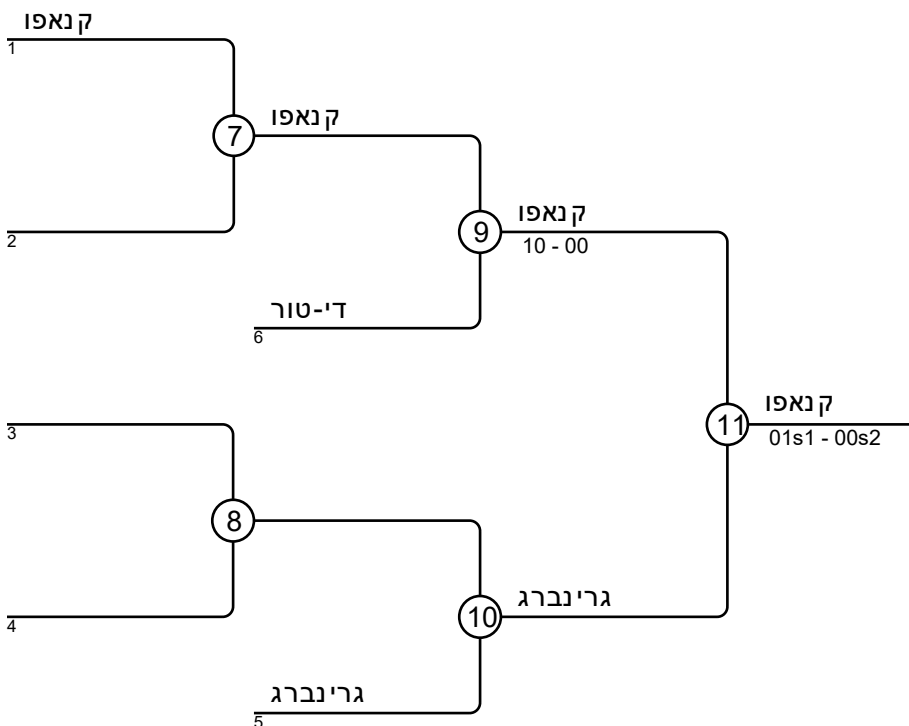 קנאפו
1
קנאפו
7
קנאפו
2
9
10 - 00
די-טור
6
קנאפו
3
11
01s1 - 00s2
8
גרינברג
4
10
גרינברג
5